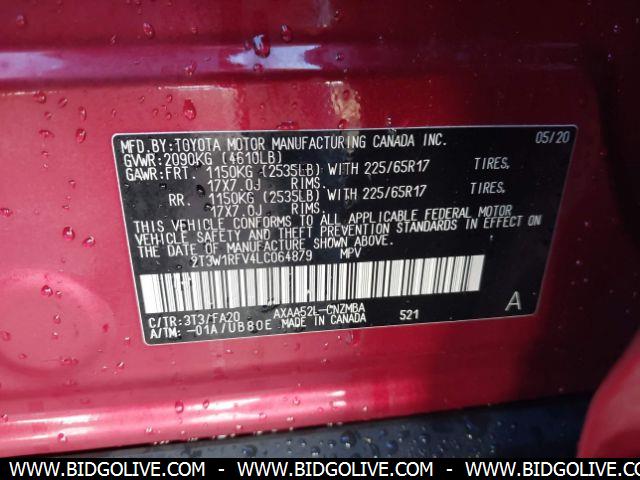 MFD.BY:TOYOTA MOTOR MANUFACTURING CANADA INC. 05/20
GVWR:2090KG (4610LB)
GAWR:FRT. 1150KG (2535LB) WITH 225/65R17 TIRES,
17X7.0J RIMS.
RR. 1150KG (2535LB) WITH 225/65R17 TIRES,
17X7.0J RIMS.
THIS VEHICLE CONFORMS TO ALL APPLICABLE FEDERAL MOTOR
VEHICLE SAFETY AND THEFT PREVENTION STANDARDS IN EFFECT ON
THE DATE OF MANUFACTURE SHOWN ABOVE.
2T3W1RFV4LC064879 MPV
C/TR:3T3/FA20 AXAA52L-CNZMBA 521 A
A/TM:-01A/UB80E MADE IN CANADA
WWW.BIDGOLIVE.COM - WWW.BIDGOLIVE.COM - WWW.BIDGOLIVE.COM